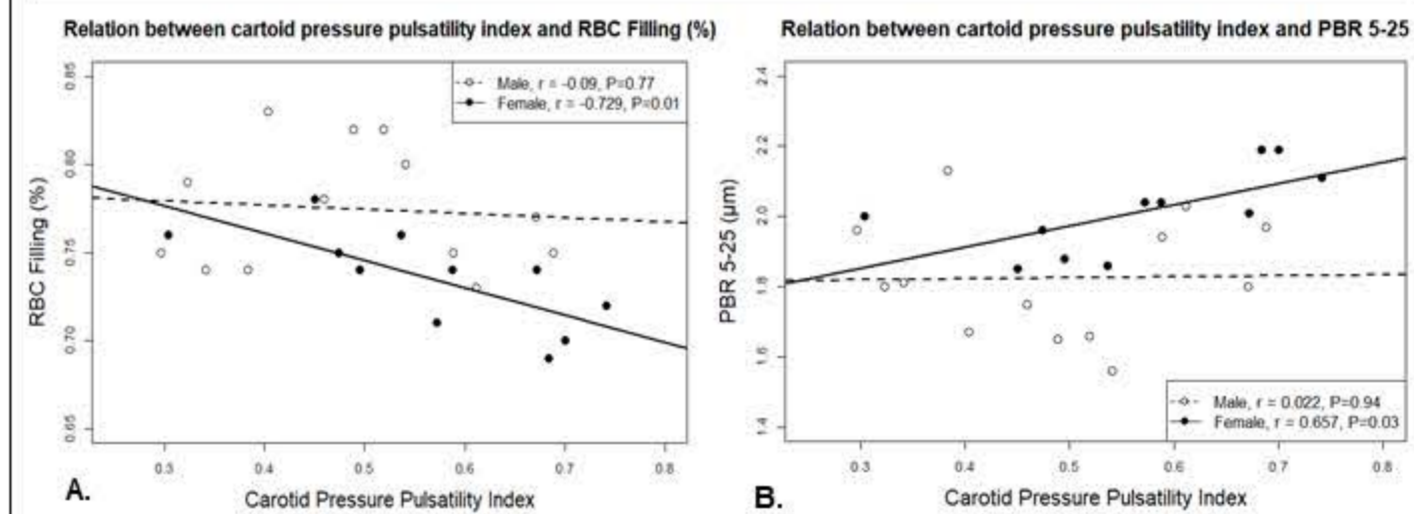 Relation between cartoid pressure pulsatility index and RBC Filling (%)
0.85
0.80
0.75
0.70
0.65
RBC Filling (%)
Male, r = -0.09, P=0.77
Female, r = -0.729, P=0.01
0.3 0.4 0.5 0.6 0.7 0.8
A.
Carotid Pressure Pulsatility Index
Relation between cartoid pressure pulsatility index and PBR 5-25
2.4
2.2
2.0
1.8
1.6
1.4
PBR 5-25 (μm)
Male, r = 0.022, P=0.94
Female, r = 0.657, P=0.03
0.3 0.4 0.5 0.6 0.7 0.8
B.
Carotid Pressure Pulsatility Index